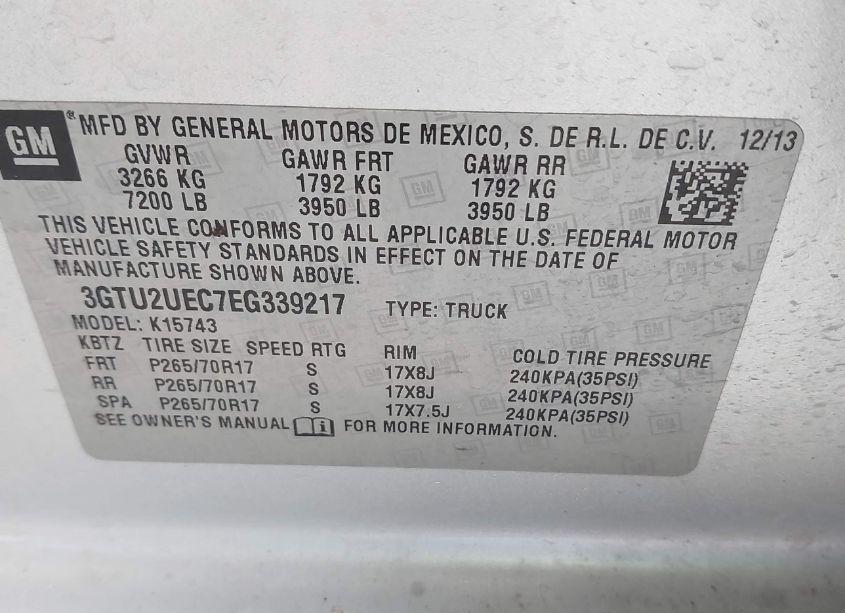 GM ® MFD BY GENERAL MOTORS DE MEXICO, S. DE R.L. DE C.V. 12/13
GVWR GAWR FRT GAWR RR
3266 KG 1792 KG 1792 KG
7200 LB 3950 LB 3950 LB
THIS VEHICLE CONFORMS TO ALL APPLICABLE U.S. FEDERAL MOTOR
VEHICLE SAFETY STANDARDS IN EFFECT ON THE DATE OF
MANUFACTURE SHOWN ABOVE.
3GTU2UEC7EG339217 TYPE: TRUCK
MODEL: K15743
KBTZ TIRE SIZE SPEED RTG RIM COLD TIRE PRESSURE
FRT P265/70R17 S 17X8J 240KPA(35PSI)
RR P265/70R17 S 17X8J 240KPA(35PSI)
SPA P265/70R17 S 17X7.5J 240KPA(35PSI)
SEE OWNER'S MANUAL i FOR MORE INFORMATION.